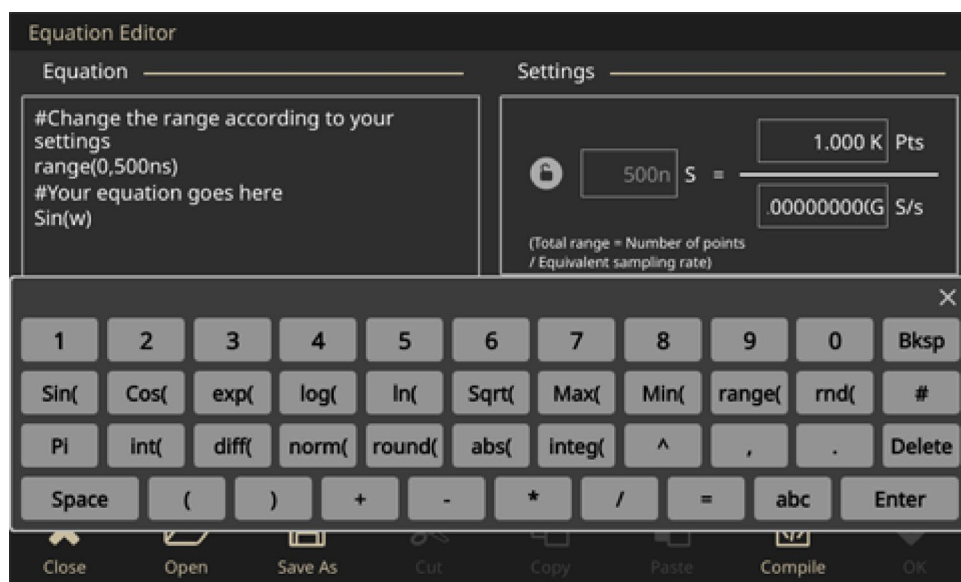 Equation Editor
Equation
Settings
#Change the range according to your
settings
range(0,500ns)
#Your equation goes here
Sin(w)
500n S =
1.000 K Pts
.00000000(G S/s
(Total range = Number of points
/ Equivalent sampling rate)
1 2 3 4 5 6 7 8 9 0 Bksp
Sin( Cos( exp( log( ln( Sqrt( Max( Min( range( rnd( #
Pi int( diff( norm( round( abs( integ( ^ , . Delete
Space ( ) + - * / = abc Enter
Close Open Save As Cut Copy Paste Compile OK